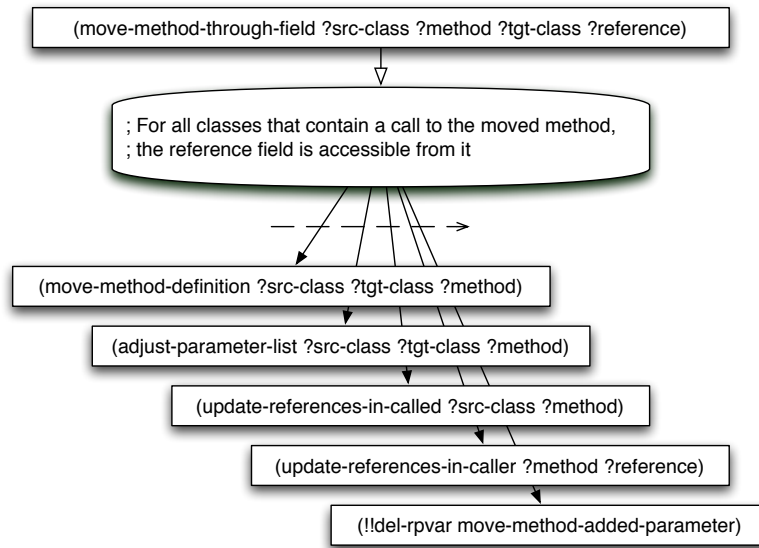 (move-method-through-field ?src-class ?method ?tgt-class ?reference)
; For all classes that contain a call to the moved method,
; the reference field is accessible from it
(move-method-definition ?src-class ?tgt-class ?method)
(adjust-parameter-list ?src-class ?tgt-class ?method)
(update-references-in-called ?src-class ?method)
(update-references-in-caller ?method ?reference)
(!!del-rpvar move-method-added-parameter)